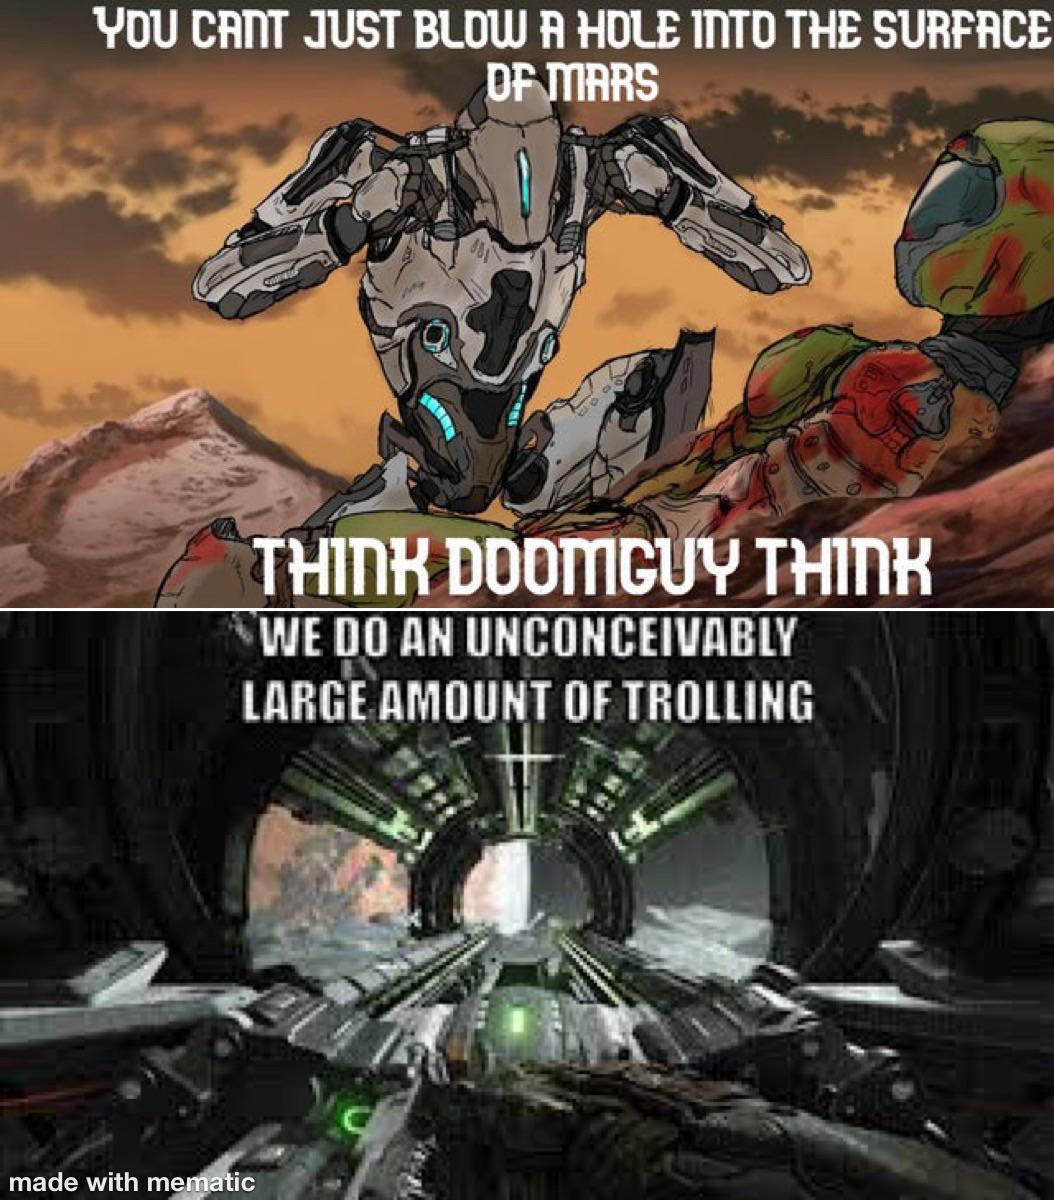 YOU CANT JUST BLOW A HOLE INTO THE SURFACE
OF MARS
THINK DOOMGUY THINK
WE DO AN UNCONCEIVABLY
LARGE AMOUNT OF TROLLING
made with mematic